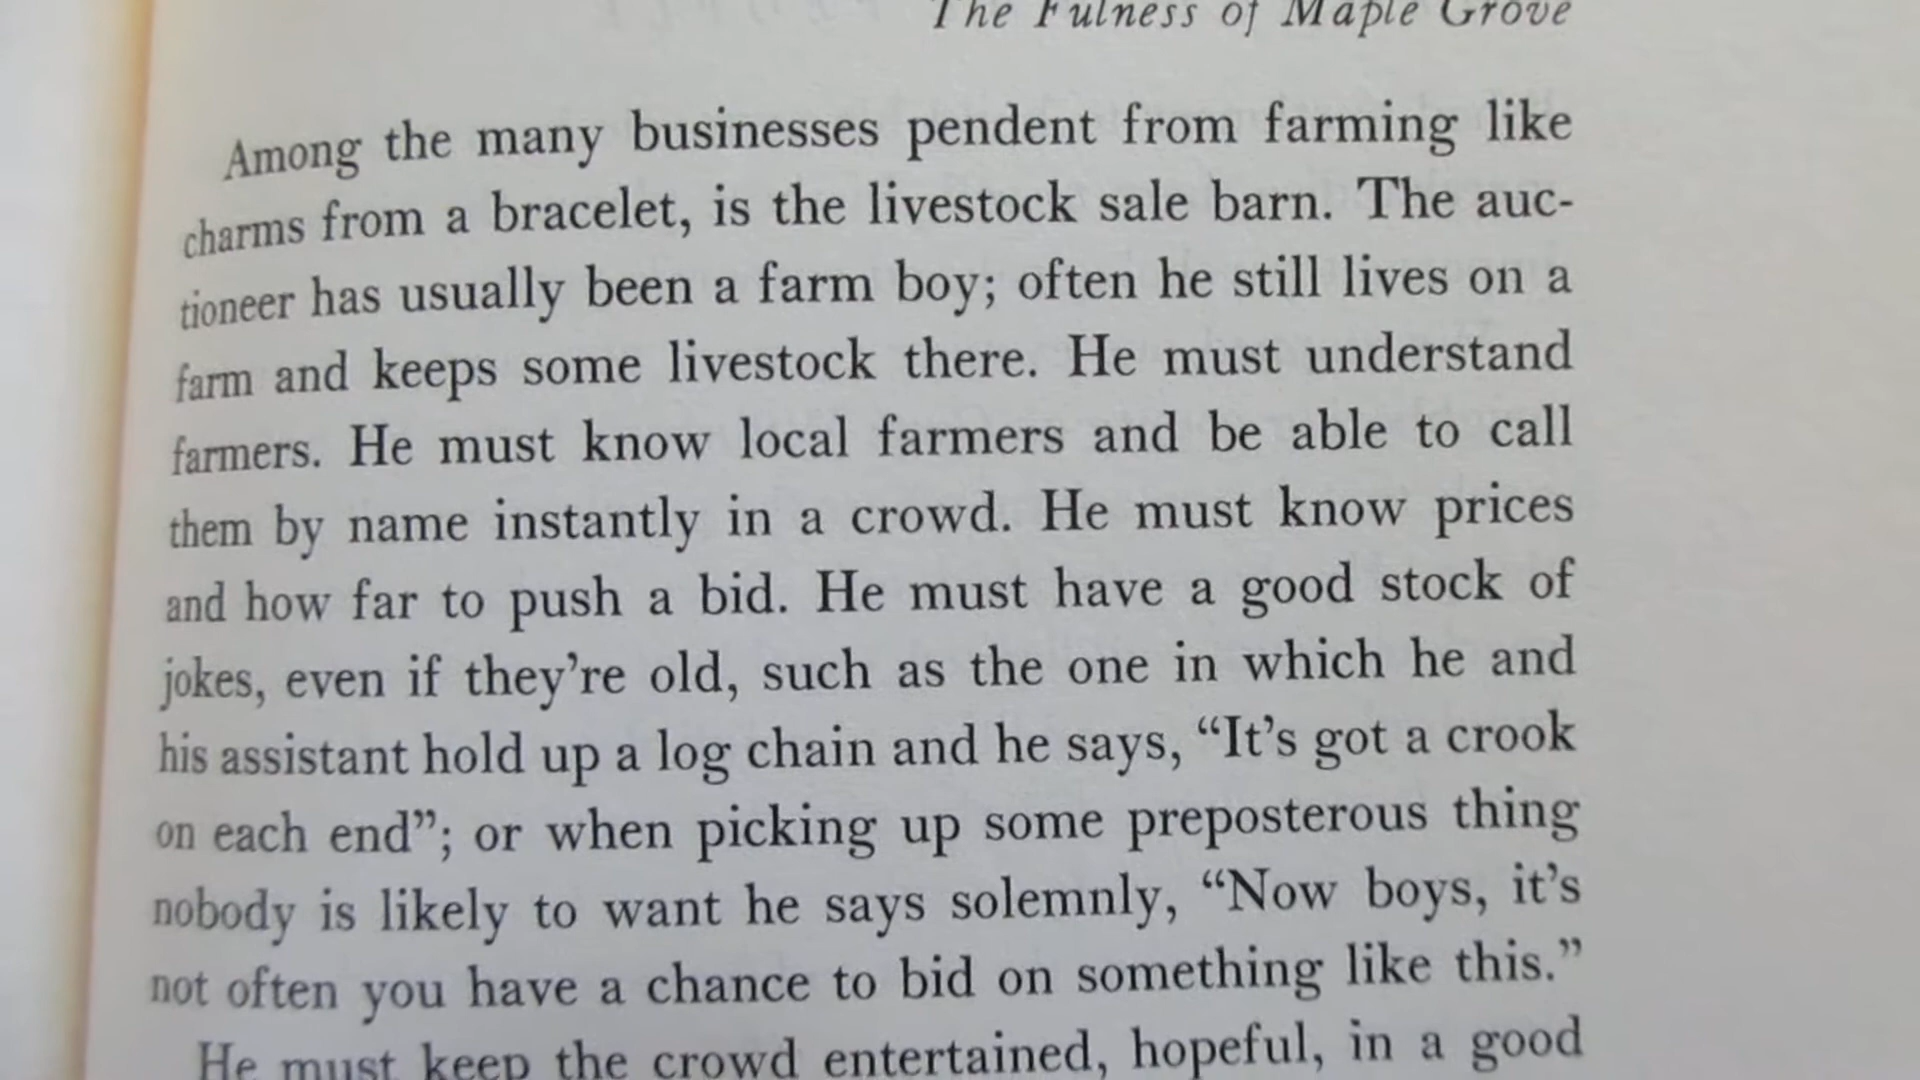 The Fulness of Maple Grove
Among the many businesses pendent from farming like
charms from a bracelet, is the livestock sale barn. The auc-
tioneer has usually been a farm boy; often he still lives on a
farm and keeps some livestock there. He must understand
farmers. He must know local farmers and be able to call
them by name instantly in a crowd. He must know prices
and how far to push a bid. He must have a good stock of
jokes, even if they’re old, such as the one in which he and
his assistant hold up a log chain and he says, “It’s got a crook
on each end”; or when picking up some preposterous thing
nobody is likely to want he says solemnly, “Now boys, it’s
not often you have a chance to bid on something like this.”
He must keep the crowd entertained, hopeful, in a good